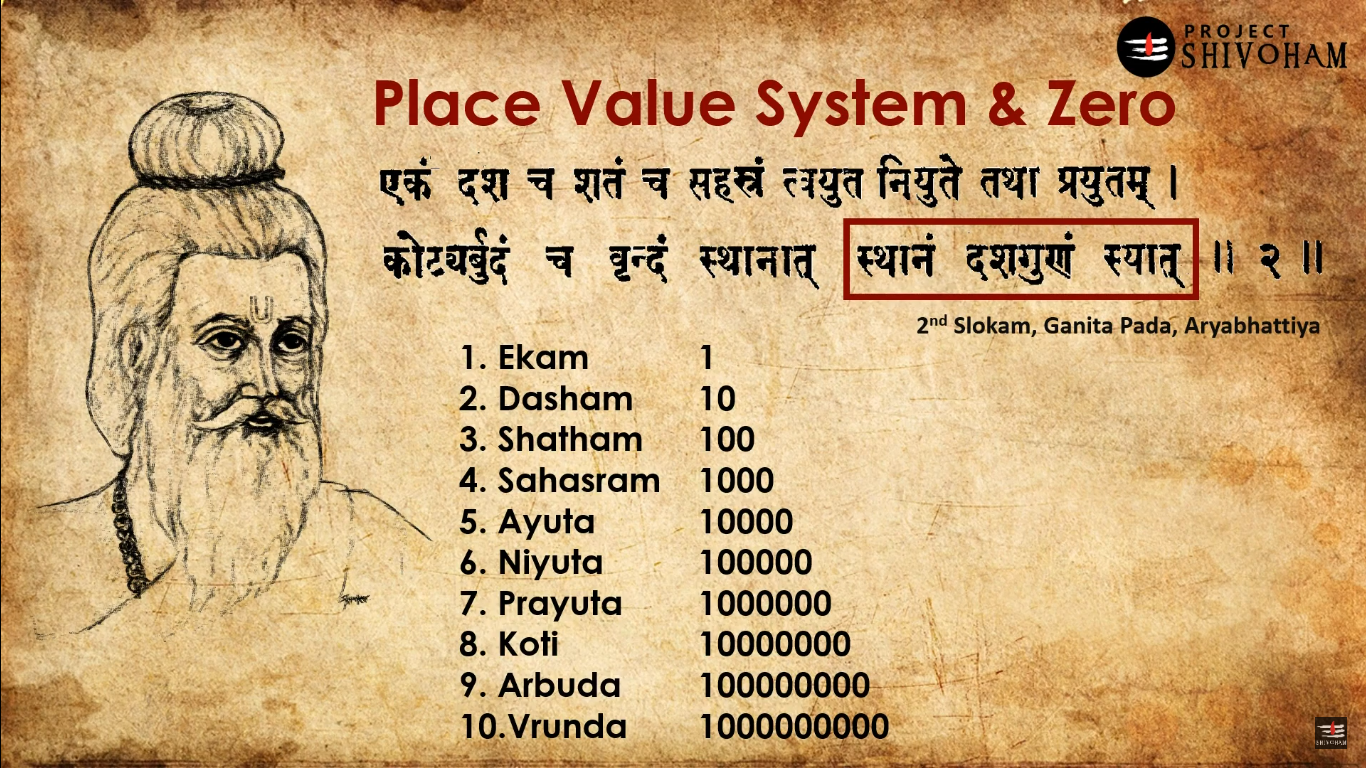 PROJECT
SHIVOHAM
Place Value System & Zero
एकं दश च शतं च सहस्रं त्वयुत नियुते तथा प्रयुतम् ।
कोट्यर्बुदं च वृन्दं स्थानात् स्थानं दशगुणं स्यात् ॥ २ ॥
2nd Slokam, Ganita Pada, Aryabhattiya
1. Ekam 1
2. Dasham 10
3. Shatham 100
4. Sahasram 1000
5. Ayuta 10000
6. Niyuta 100000
7. Prayuta 1000000
8. Koti 10000000
9. Arbuda 100000000
10.Vrunda 1000000000
SHIVOHAM